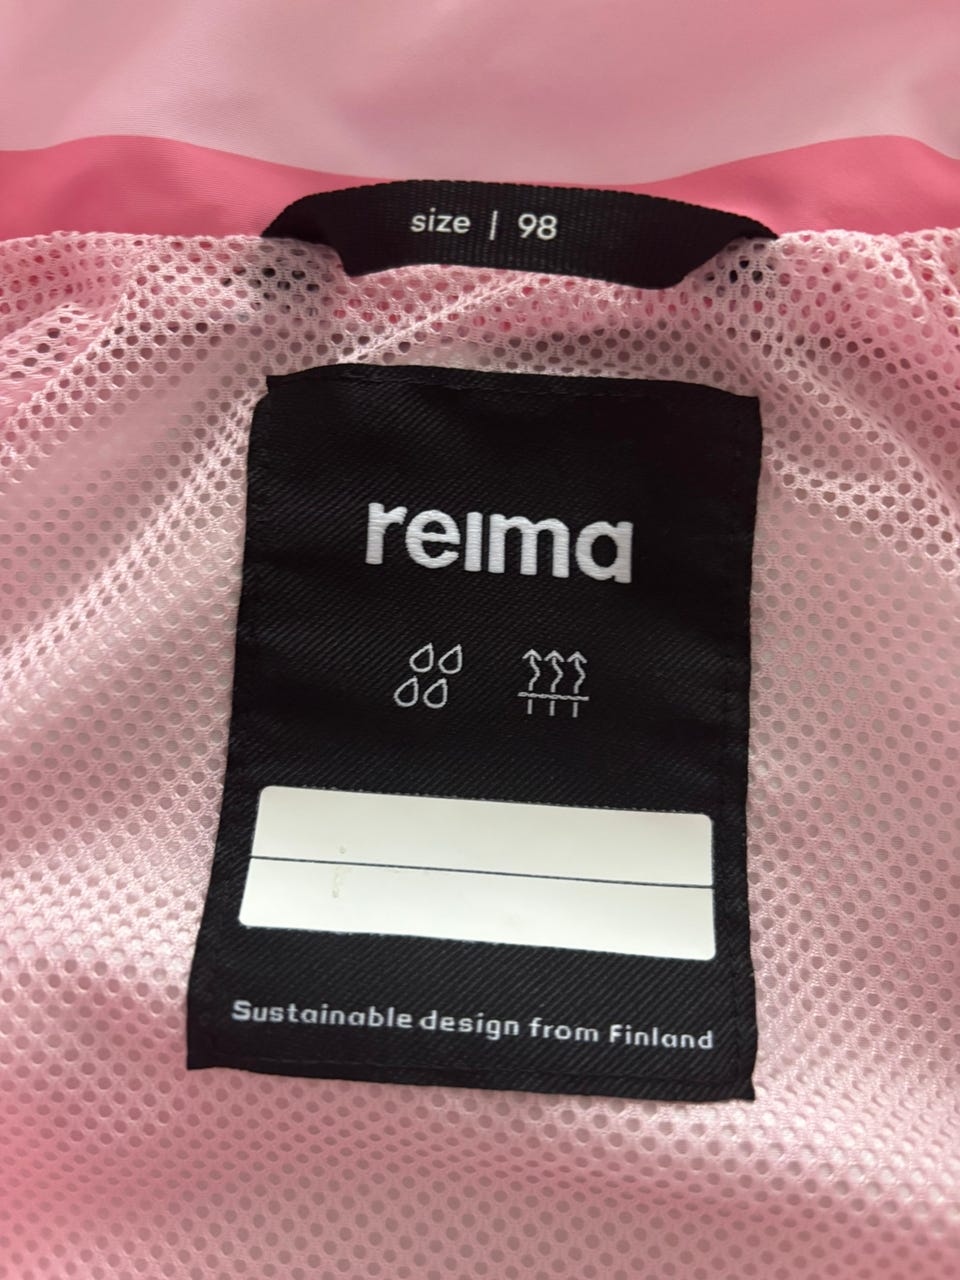 size | 98
reima
Sustainable design from Finland